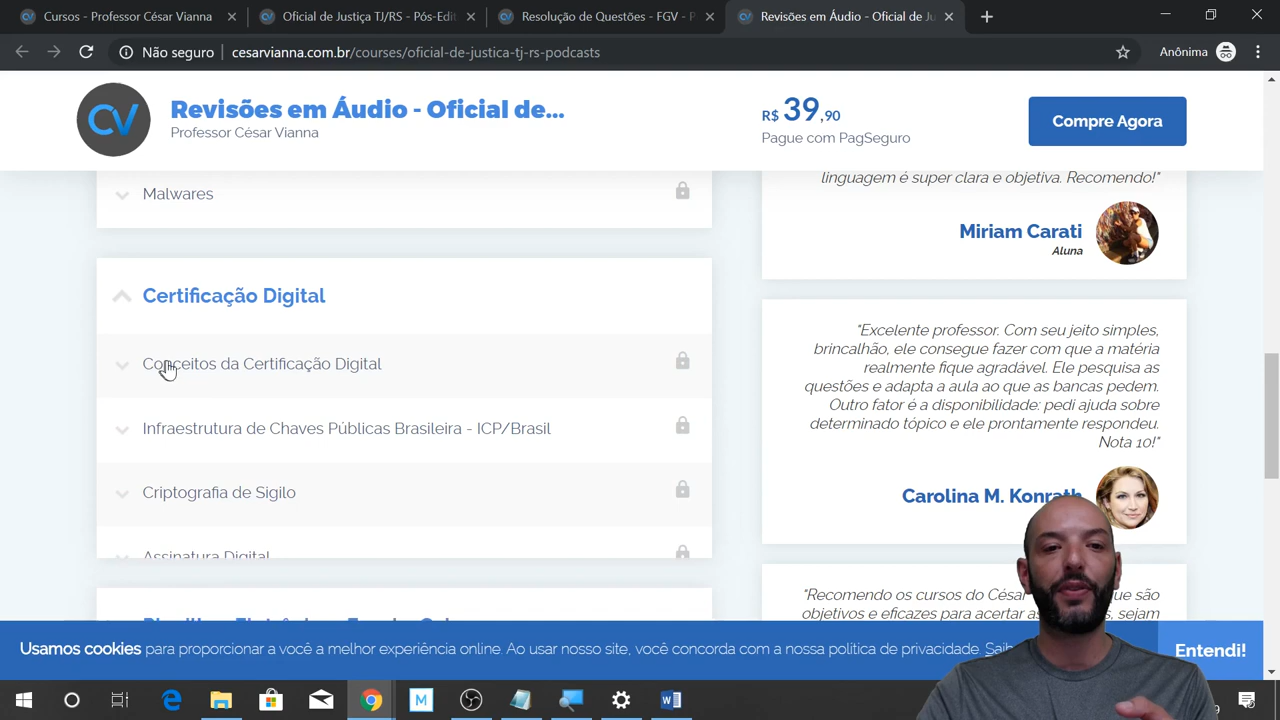 Cursos - Professor César Vianna
Oficial de Justiça TJ/RS - Pós-Edit
Resolução de Questões - FGV - P
Revisões em Áudio - Oficial de Ju
Não seguro
cesarvianna.com.br/courses/oficial-de-justica-tj-rs-podcasts
Anônima
CV
Revisões em Áudio - Oficial de...
Professor César Vianna
R$ 39,90
Pague com PagSeguro
Compre Agora
Malwares
Certificação Digital
Conceitos da Certificação Digital
Infraestrutura de Chaves Públicas Brasileira - ICP/Brasil
Criptografia de Sigilo
Assinatura Digital
linguagem é super clara e objetiva. Recomendo!"
Miriam Carati
Aluna
"Excelente professor. Com seu jeito simples,
brincalhão, ele consegue fazer com que a matéria
realmente fique agradável. Ele pesquisa as
questões e adapta a aula ao que as bancas pedem.
Outro fator é a disponibilidade: pedi ajuda sobre
determinado tópico e ele prontamente respondeu.
Nota 10!"
Carolina M. Konrath
"Recomendo os cursos do César que são
objetivos e eficazes para acertar as sejam
Usamos cookies para proporcionar a você a melhor experiência online. Ao usar nosso site, você concorda com a nossa política de privacidade.
Entendi!
M